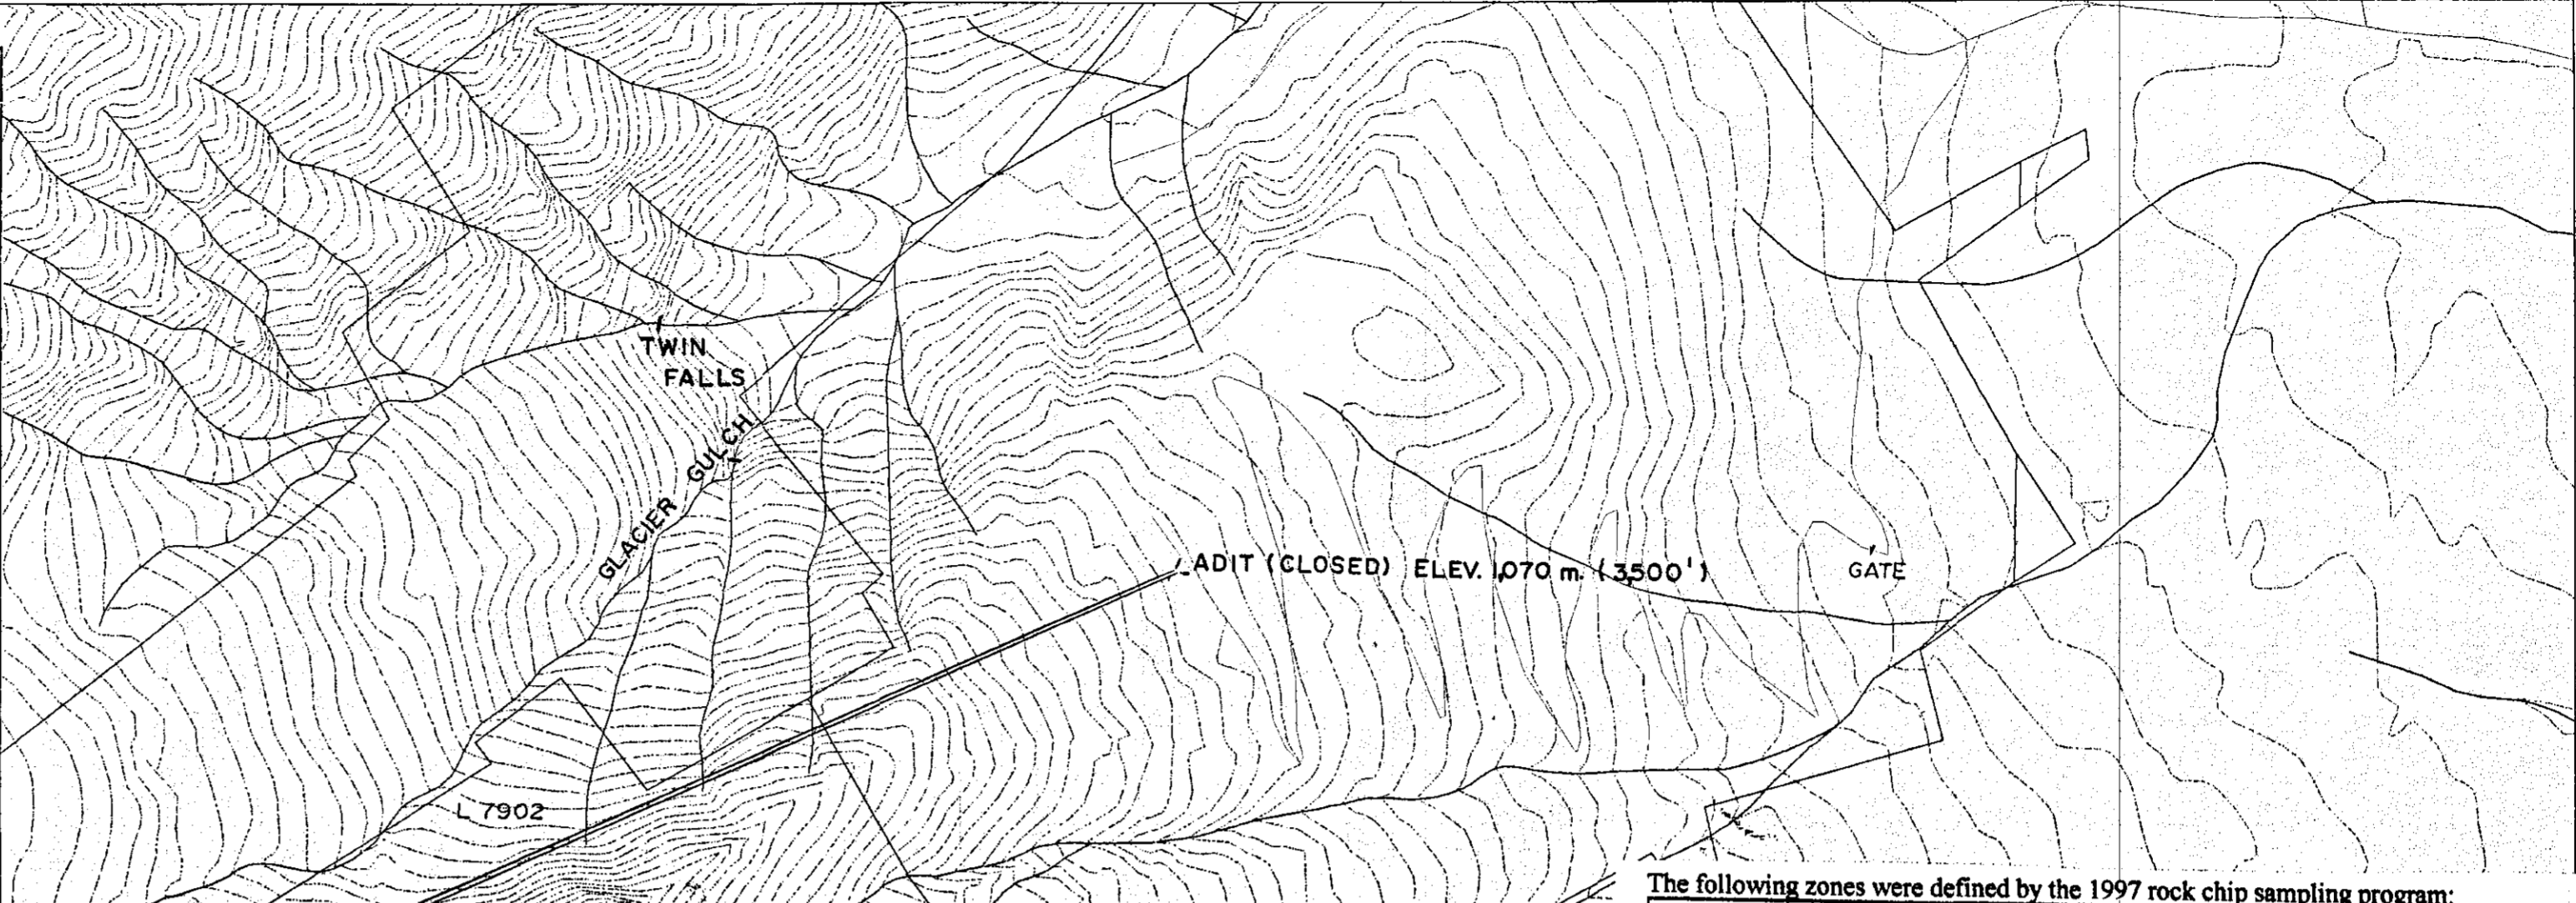 TWIN
FALLS
GLACIER GULCH
ADIT (CLOSED) ELEV. 1,070 m. (3,500')
GATE
L 7902
The following zones were defined by the 1997 rock chip sampling program: